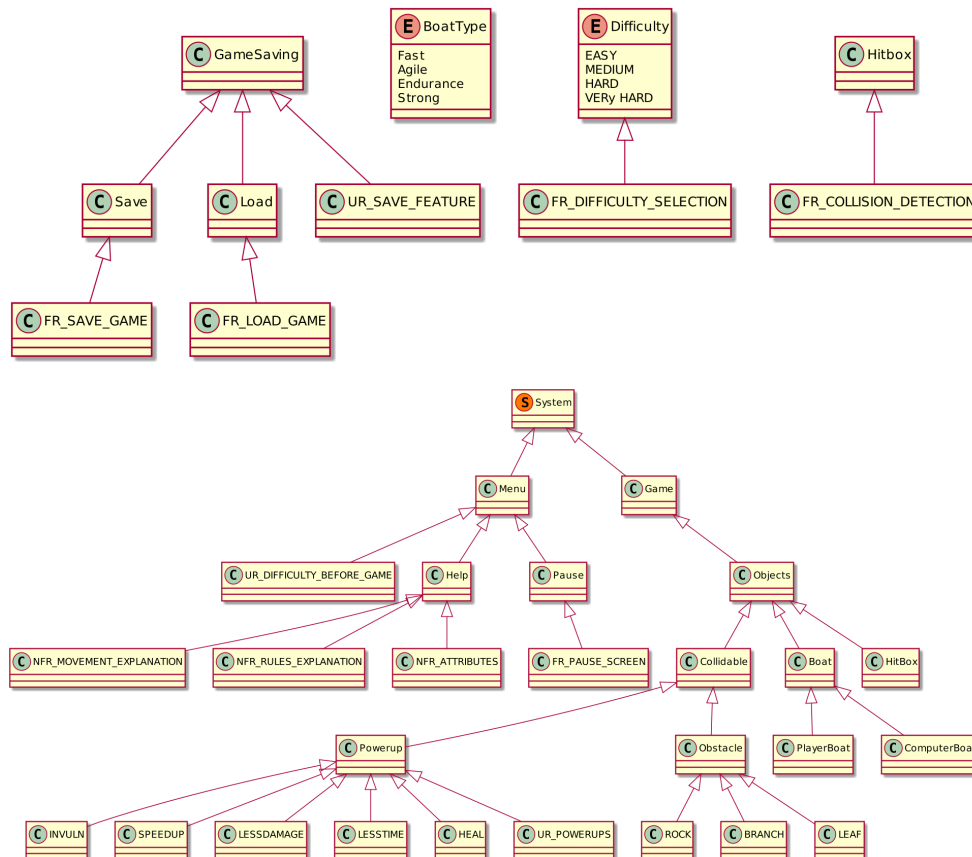 C GameSaving
E BoatType
Fast
Agile
Endurance
Strong
E Difficulty
EASY
MEDIUM
HARD
VERy HARD
C Hitbox
C Save
C Load
C UR_SAVE_FEATURE
C FR_DIFFICULTY_SELECTION
C FR_COLLISION_DETECTION
C FR_SAVE_GAME
C FR_LOAD_GAME
S System
C Menu
C Game
C UR_DIFFICULTY_BEFORE_GAME
C Help
C Pause
C Objects
C NFR_MOVEMENT_EXPLANATION
C NFR_RULES_EXPLANATION
C NFR_ATTRIBUTES
C FR_PAUSE_SCREEN
C Collidable
C Boat
C HitBox
C Powerup
C Obstacle
C PlayerBoat
C ComputerBoa
C INVULN
C SPEEDUP
C LESSDAMAGE
C LESSTIME
C HEAL
C UR_POWERUPS
C ROCK
C BRANCH
C LEAF